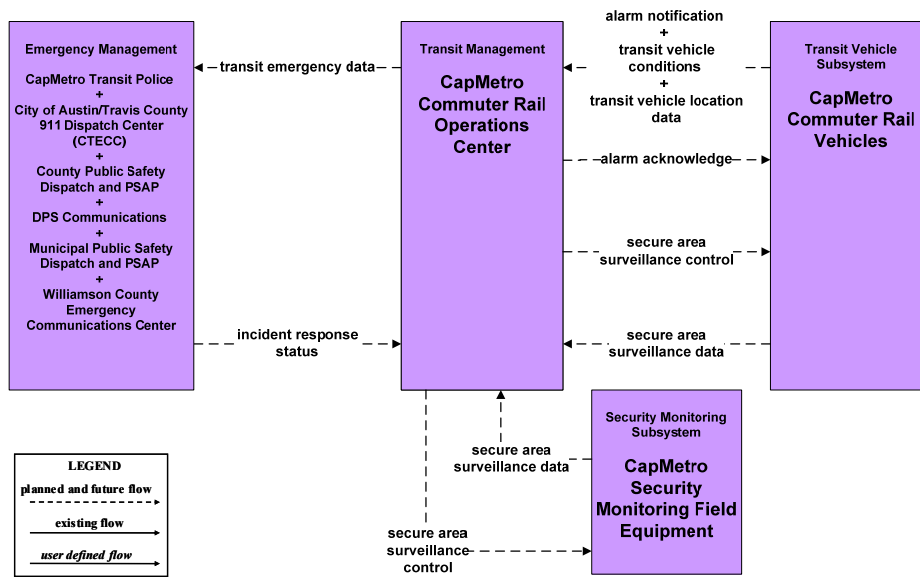 Emergency Management
CapMetro Transit Police
+
City of Austin/Travis County
911 Dispatch Center
(CTECC)
+
County Public Safety
Dispatch and PSAP
+
DPS Communications
+
Municipal Public Safety
Dispatch and PSAP
+
Williamson County
Emergency
Communications Center
transit emergency data
incident response
status
Transit Management
CapMetro
Commuter Rail
Operations
Center
alarm notification
+
transit vehicle
conditions
+
transit vehicle location
data
alarm acknowledge
secure area
surveillance control
secure area
surveillance data
Transit Vehicle
Subsystem
CapMetro
Commuter Rail
Vehicles
secure area
surveillance data
secure area
surveillance
control
Security Monitoring
Subsystem
CapMetro
Security
Monitoring Field
Equipment
LEGEND
planned and future flow
existing flow
user defined flow